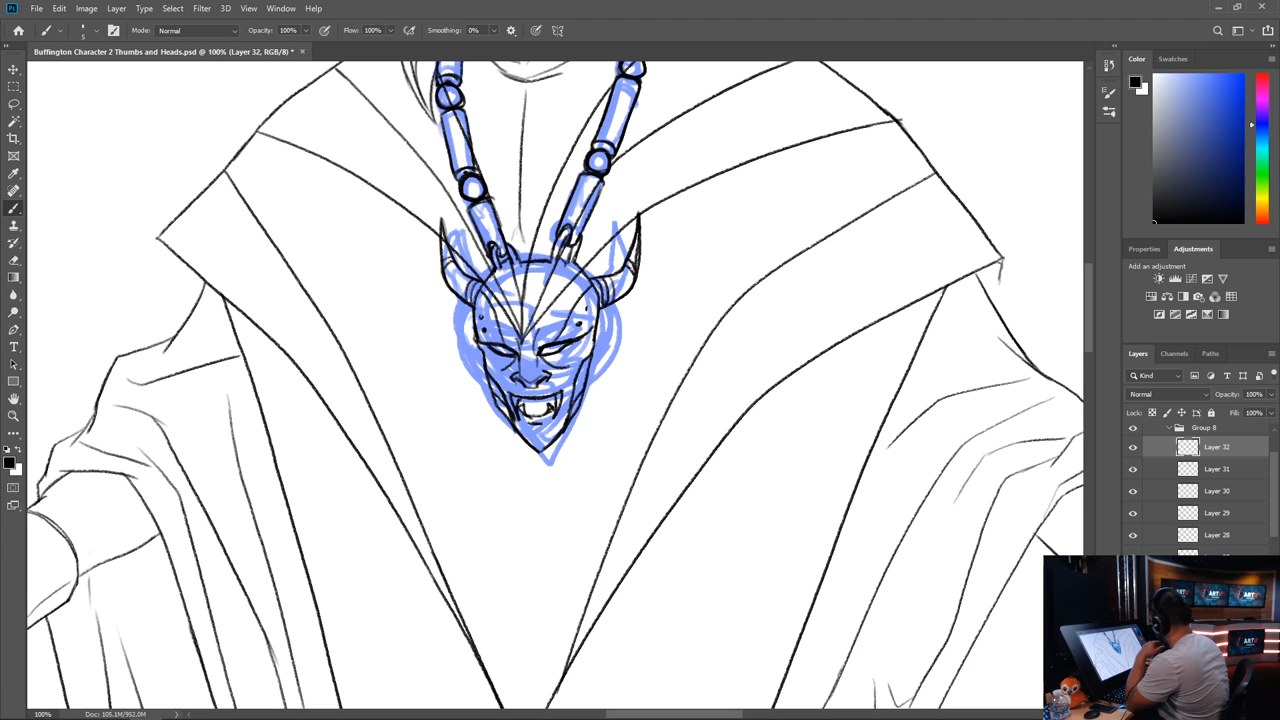 Ps File Edit Image Layer Type Select Filter 3D View Window Help
5 Mode: Normal Opacity: 100% Flow: 100% Smoothing: 0%
Buffington Character 2 Thumbs and Heads.psd @ 100% (Layer 32, RGB/8) *
Color Swatches
Properties Adjustments
Add an adjustment
Layers Channels Paths
Kind
Normal Opacity: 100%
Lock: Fill: 100%
Group 8
Layer 32
Layer 31
Layer 30
Layer 29
Layer 28
100% Doc: 105.1M/952.0M